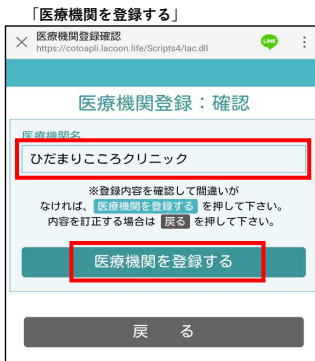 「医療機関を登録する」
医療機関登録確認
https://cotoapli.lacoon.life/Scripts4/lac.dll
LINE
医療機関登録：確認
医療機関名
ひだまりこころクリニック
※登録内容を確認して間違いが
なければ、 医療機関を登録する を押して下さい。
内容を訂正する場合は 戻る を押して下さい。
医療機関を登録する
戻 る